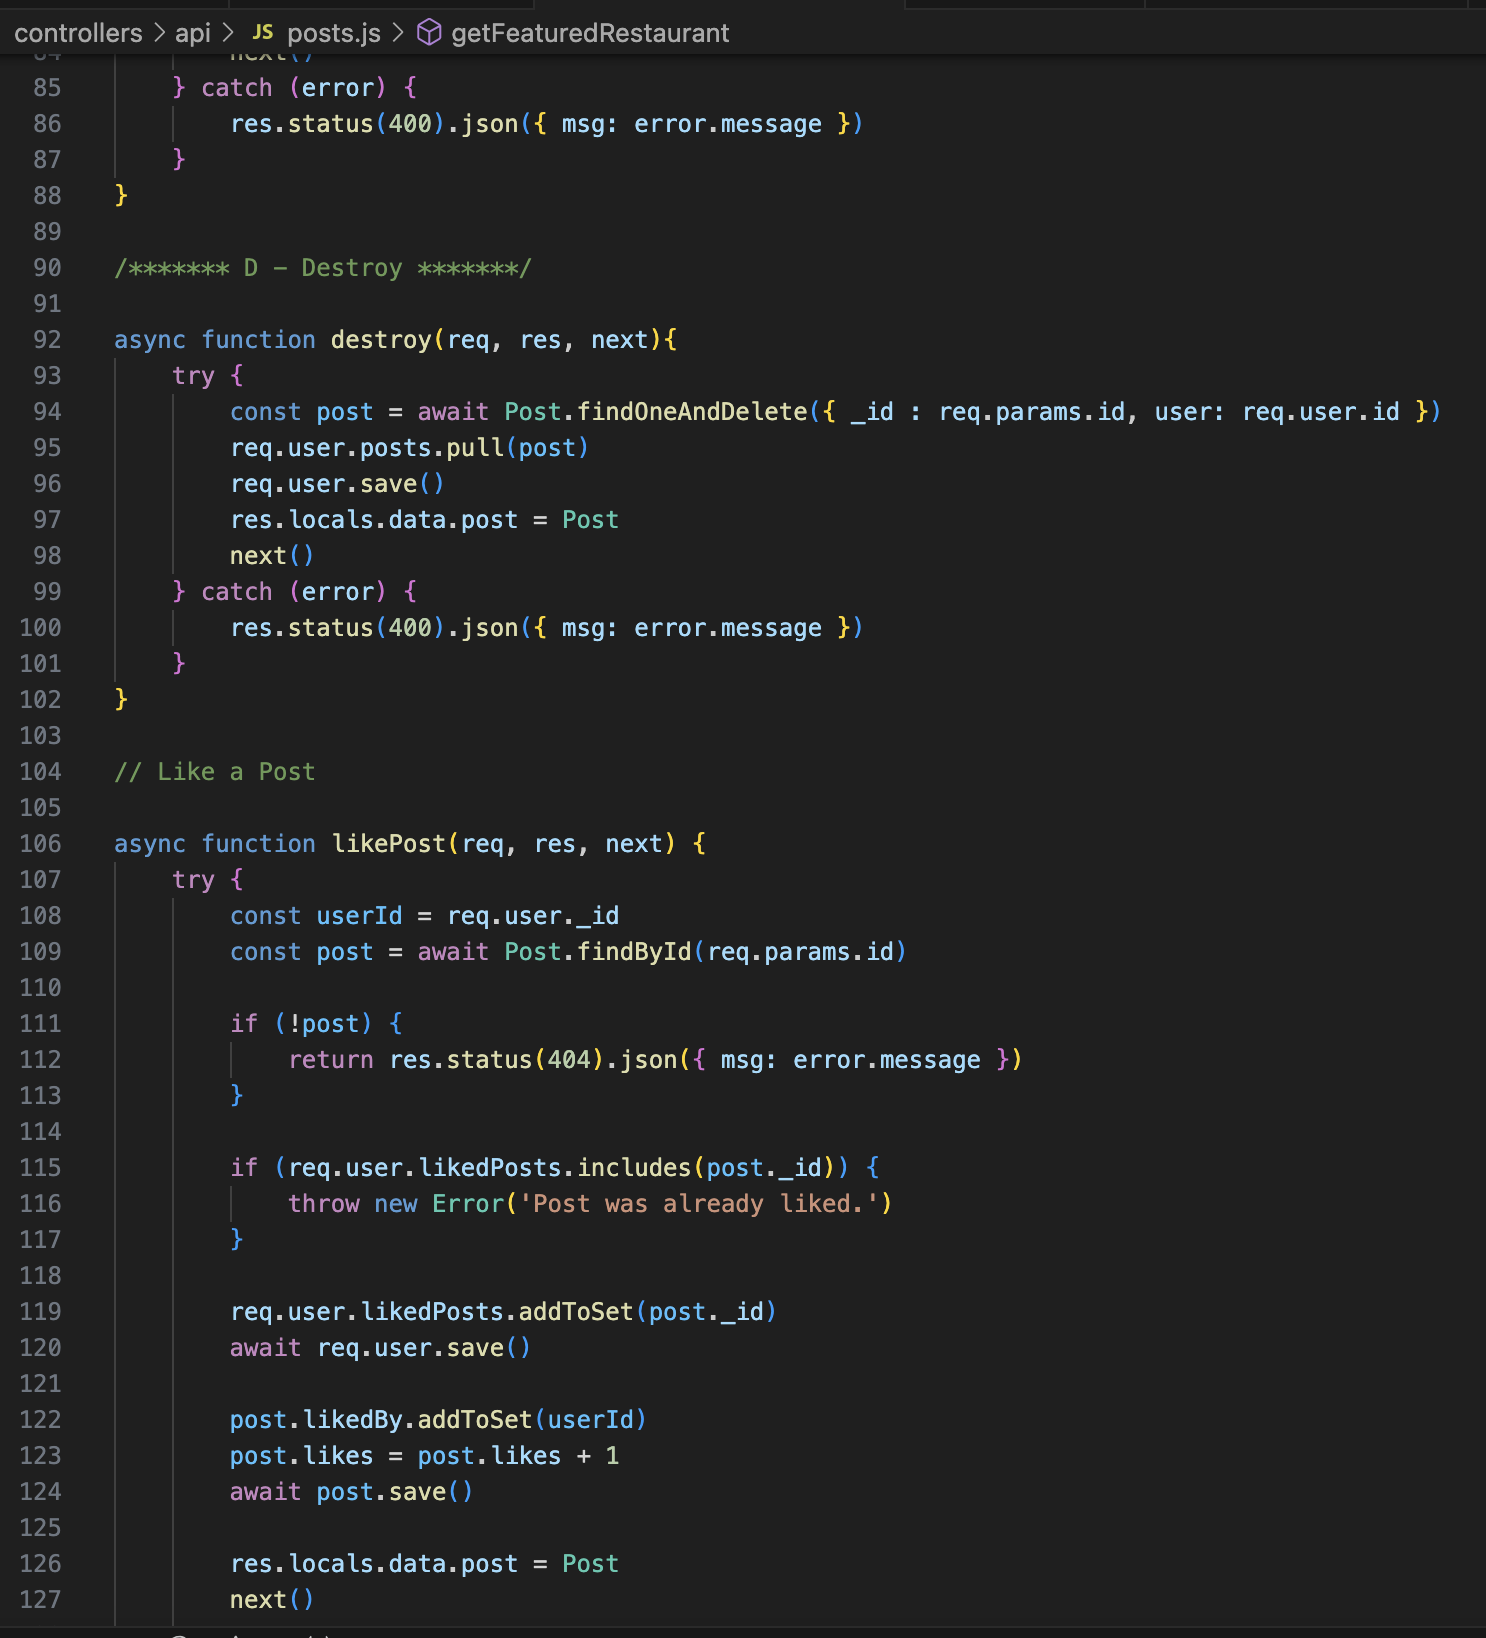 controllers > api > JS posts.js > getFeaturedRestaurant
84 next()
85 } catch (error) {
86 res.status(400).json({ msg: error.message })
87 }
88 }
89
90 /******* D - Destroy *******/
91
92 async function destroy(req, res, next){
93 try {
94 const post = await Post.findOneAndDelete({ _id : req.params.id, user: req.user.id })
95 req.user.posts.pull(post)
96 req.user.save()
97 res.locals.data.post = Post
98 next()
99 } catch (error) {
100 res.status(400).json({ msg: error.message })
101 }
102 }
103
104 // Like a Post
105
106 async function likePost(req, res, next) {
107 try {
108 const userId = req.user._id
109 const post = await Post.findById(req.params.id)
110
111 if (!post) {
112 return res.status(404).json({ msg: error.message })
113 }
114
115 if (req.user.likedPosts.includes(post._id)) {
116 throw new Error('Post was already liked.')
117 }
118
119 req.user.likedPosts.addToSet(post._id)
120 await req.user.save()
121
122 post.likedBy.addToSet(userId)
123 post.likes = post.likes + 1
124 await post.save()
125
126 res.locals.data.post = Post
127 next()